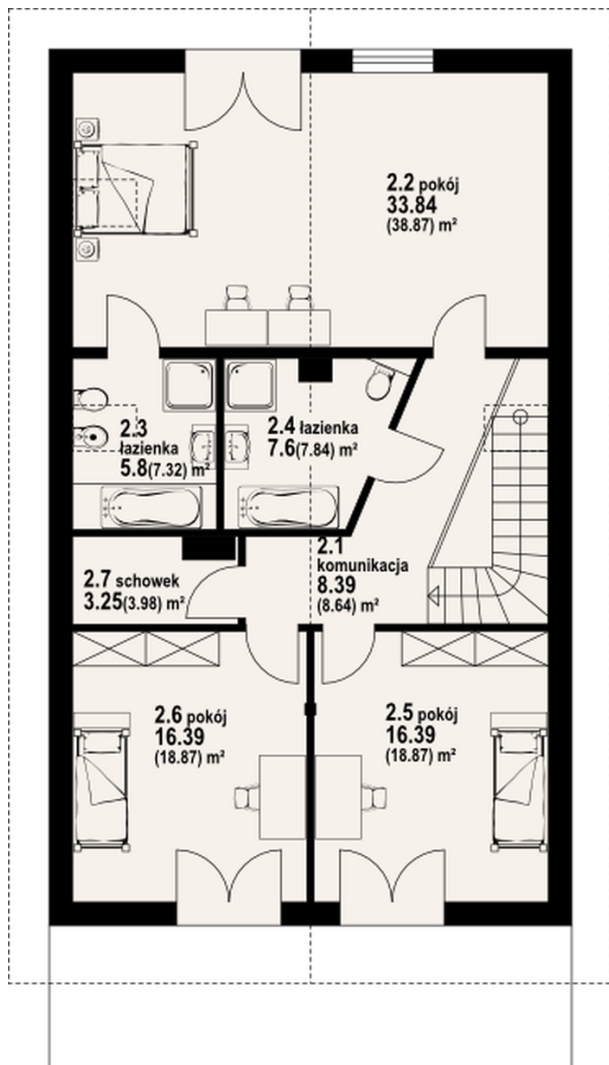 2.2 pokój
33.84
(38.87) m²
2.3
łazienka
5.8(7.32) m²
2.4 łazienka
7.6(7.84) m²
2.1
komunikacja
8.39
(8.64) m²
2.7 schowek
3.25(3.98) m²
2.6 pokój
16.39
(18.87) m²
2.5 pokój
16.39
(18.87) m²